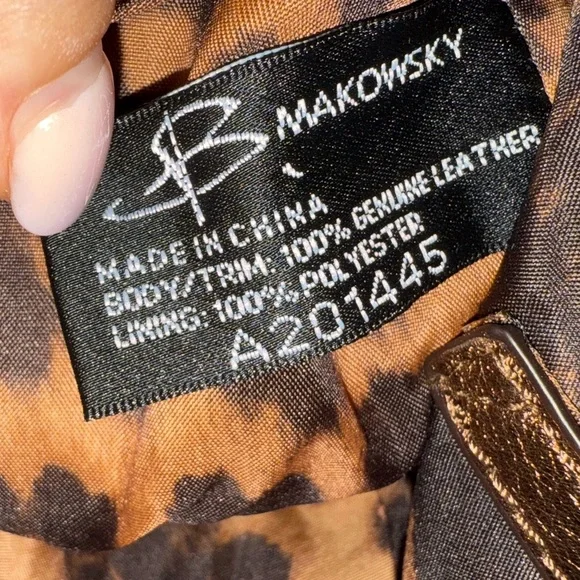 B MAKOWSKY
MADE IN CHINA
BODY/TRIM: 100% GENUINE LEATHER
LINING: 100% POLYESTER
A201445